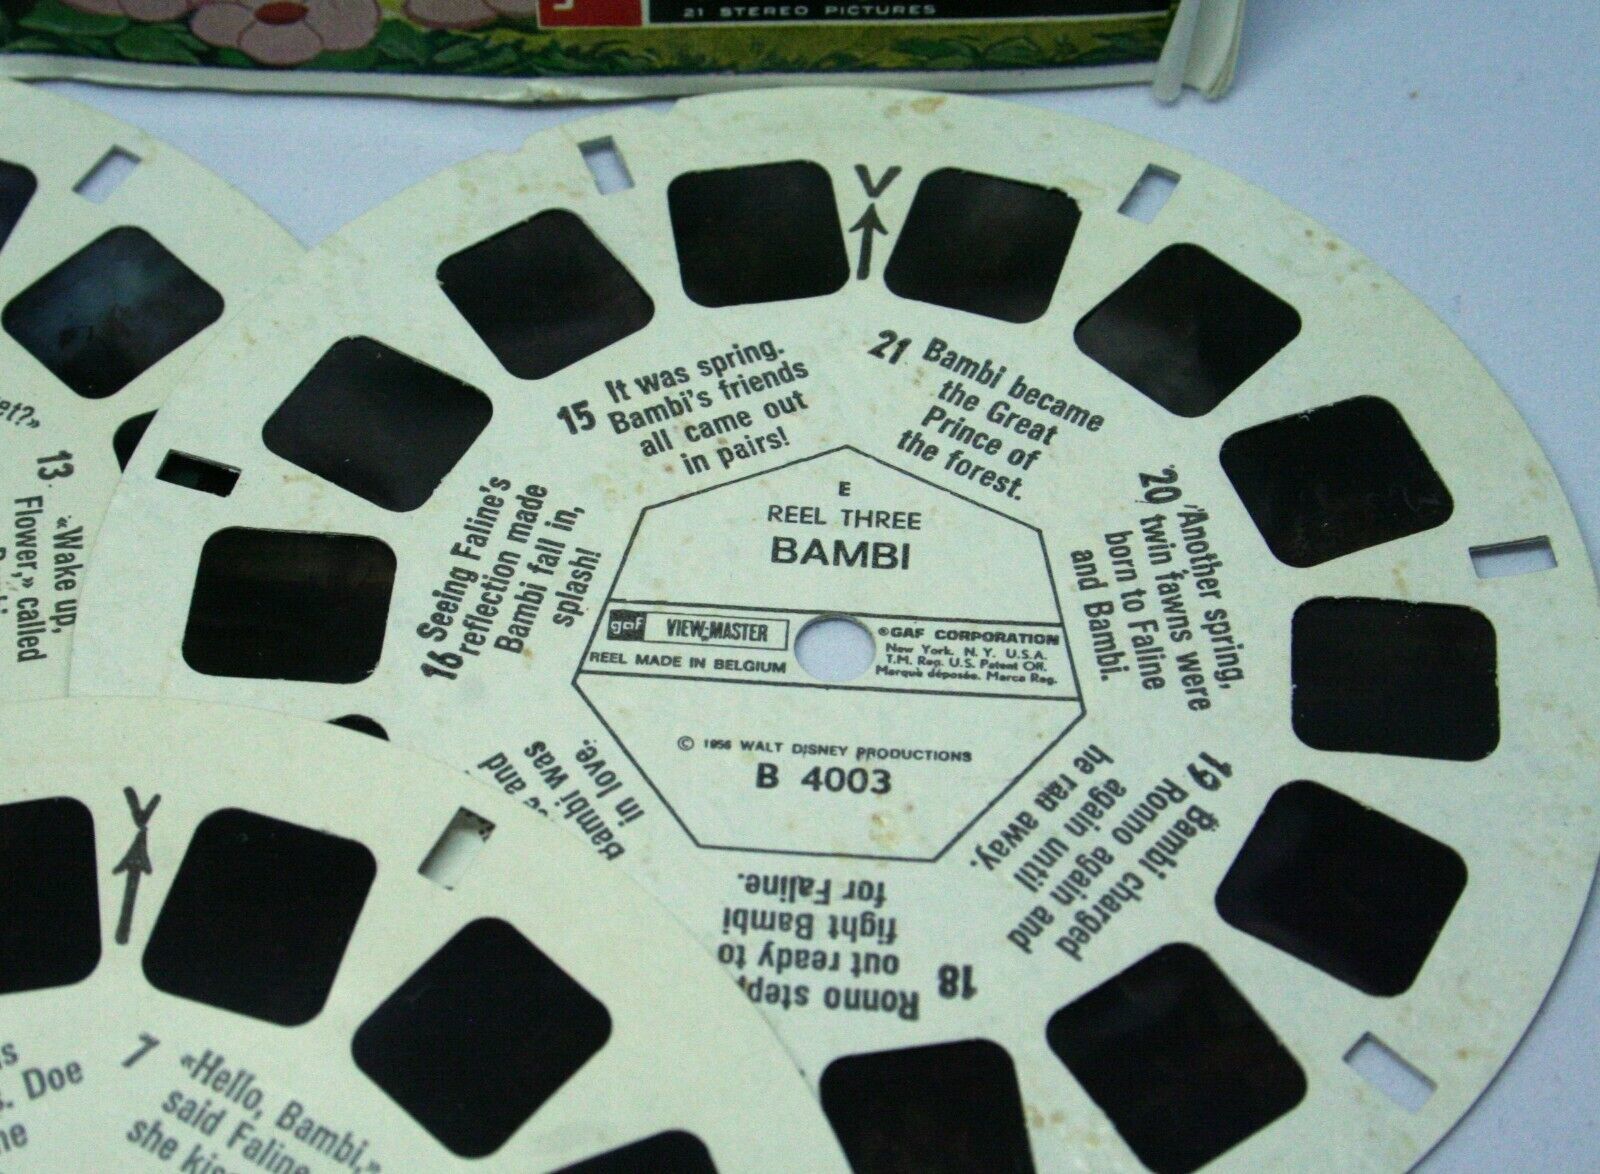 21 STEREO PICTURES
V
15 It was spring.
Bambi's friends
all came out
in pairs!
21 Bambi became
the Great
Prince of
the forest.
16 Seeing Faline's
reflection made
Bambi fall in,
splash!
20 Another spring,
twin fawns were
born to Faline
and Bambi.
E
REEL THREE
BAMBI
gaf VIEW-MASTER
REEL MADE IN BELGIUM
©GAF CORPORATION
New York, N.Y. U.S.A.
T.M. Reg. U.S. Patent Off.
Marque déposée. Marca Reg.
© 1956 WALT DISNEY PRODUCTIONS
B 4003
and
Bambi was
in love.
19 Bambi charged
Ronno again and
again until
he ran away.
18 Ronno
out ready to
fight Bambi
for Faline.
13 «Wake up,
Flower,» called
V
Doe
7 «Hello, Bambi,»
said Faline
she